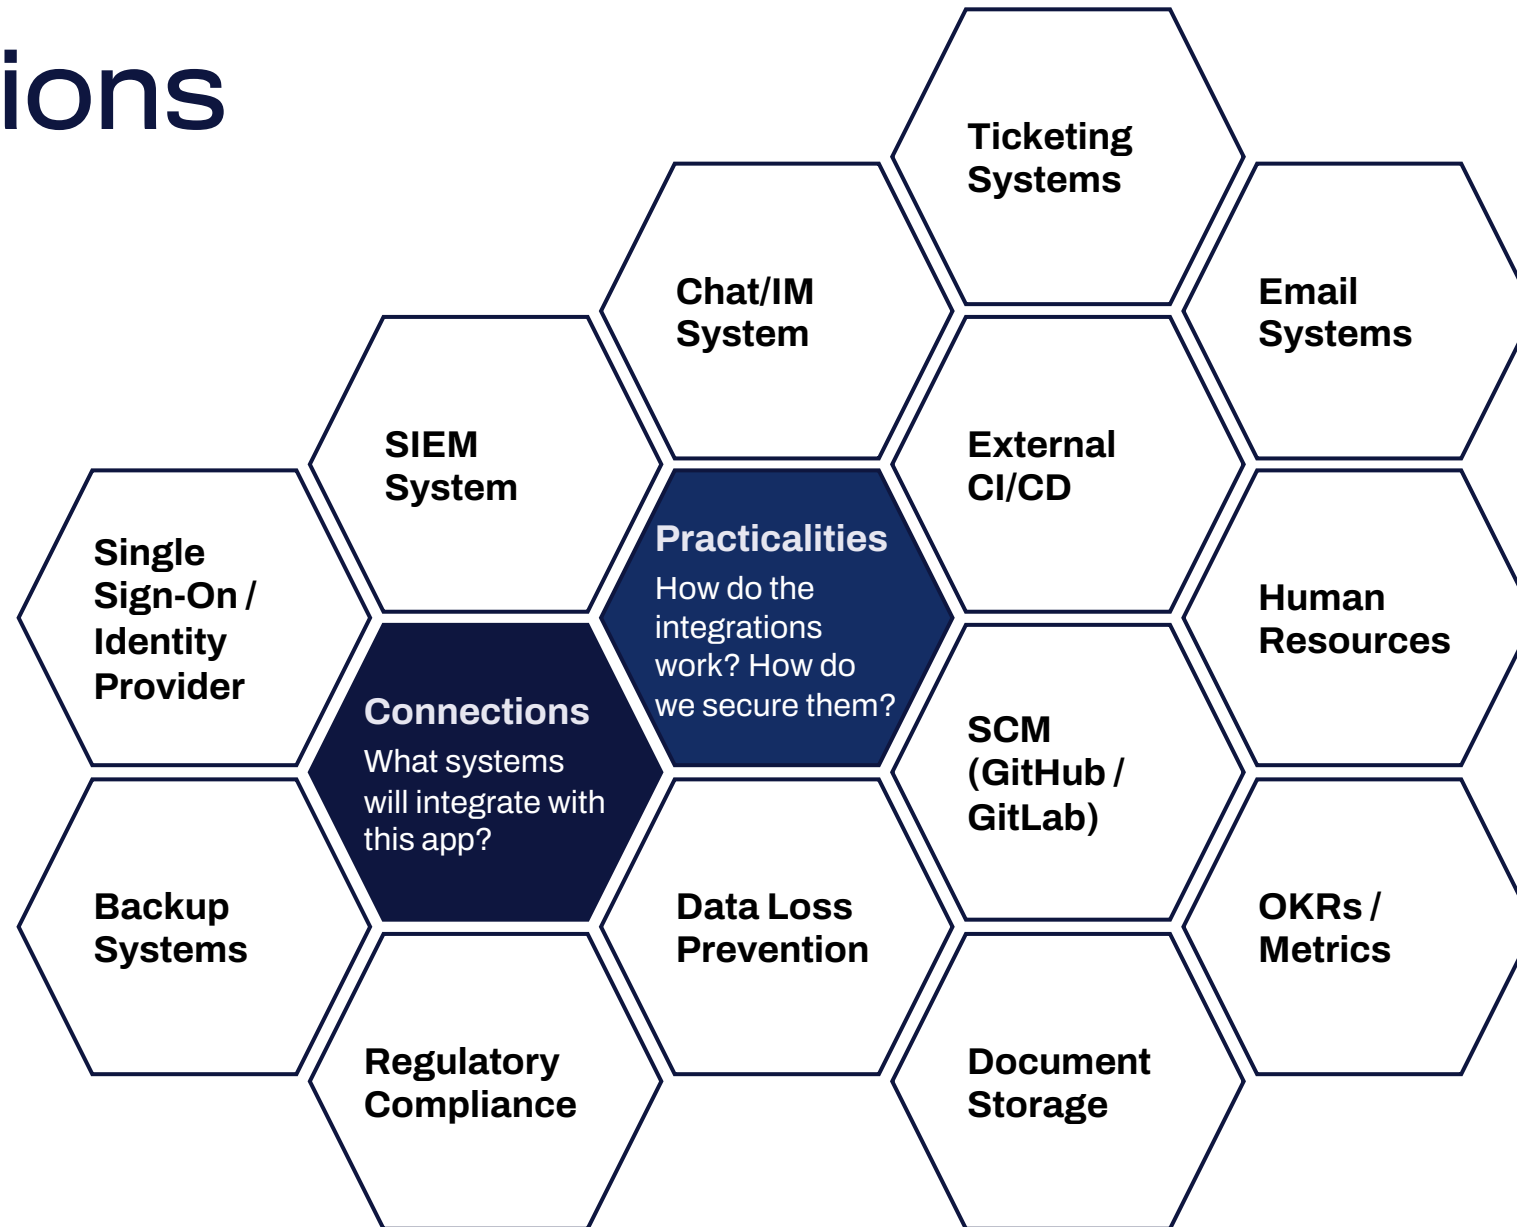 ions
Ticketing
Systems
Chat/IM
System
Email
Systems
SIEM
System
External
CI/CD
Single
Sign-On /
Identity
Provider
Practicalities
How do the
integrations
work? How do
we secure them?
Human
Resources
Connections
What systems
will integrate with
this app?
SCM
(GitHub /
GitLab)
Backup
Systems
Data Loss
Prevention
OKRs /
Metrics
Regulatory
Compliance
Document
Storage